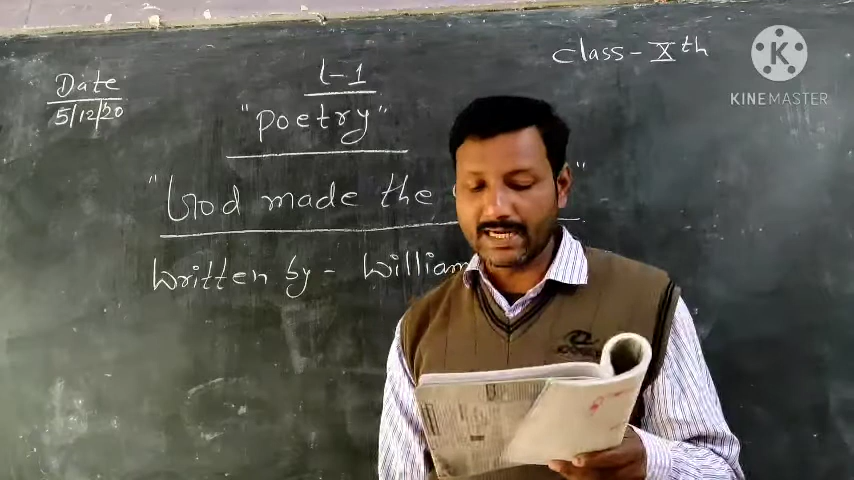 class - Xth
Date
5/12/20
L-1
"Poetry"
"God made the "
written by - William
KINEMASTER